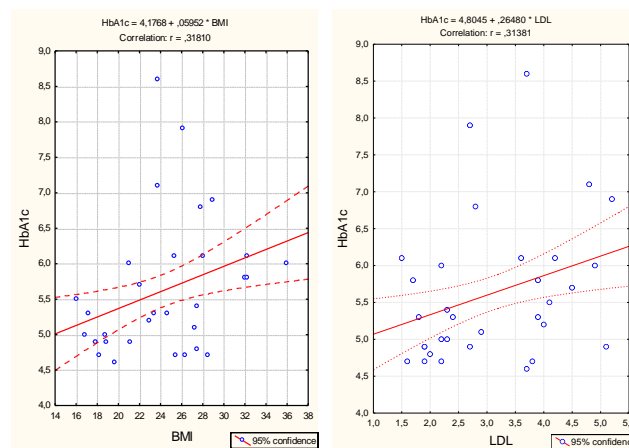 HbA1c = 4,1768 + ,05952 * BMI
Correlation: r = ,31810
9,0
8,5
8,0
7,5
7,0
6,5
6,0
5,5
5,0
4,5
4,0
HbA1c
14 16 18 20 22 24 26 28 30 32 34 36 38
BMI
95% confidence
HbA1c = 4,8045 + ,26480 * LDL
Correlation: r = ,31381
9,0
8,5
8,0
7,5
7,0
6,5
6,0
5,5
5,0
4,5
4,0
HbA1c
1,0 1,5 2,0 2,5 3,0 3,5 4,0 4,5 5,0 5,5
LDL
95% confidence